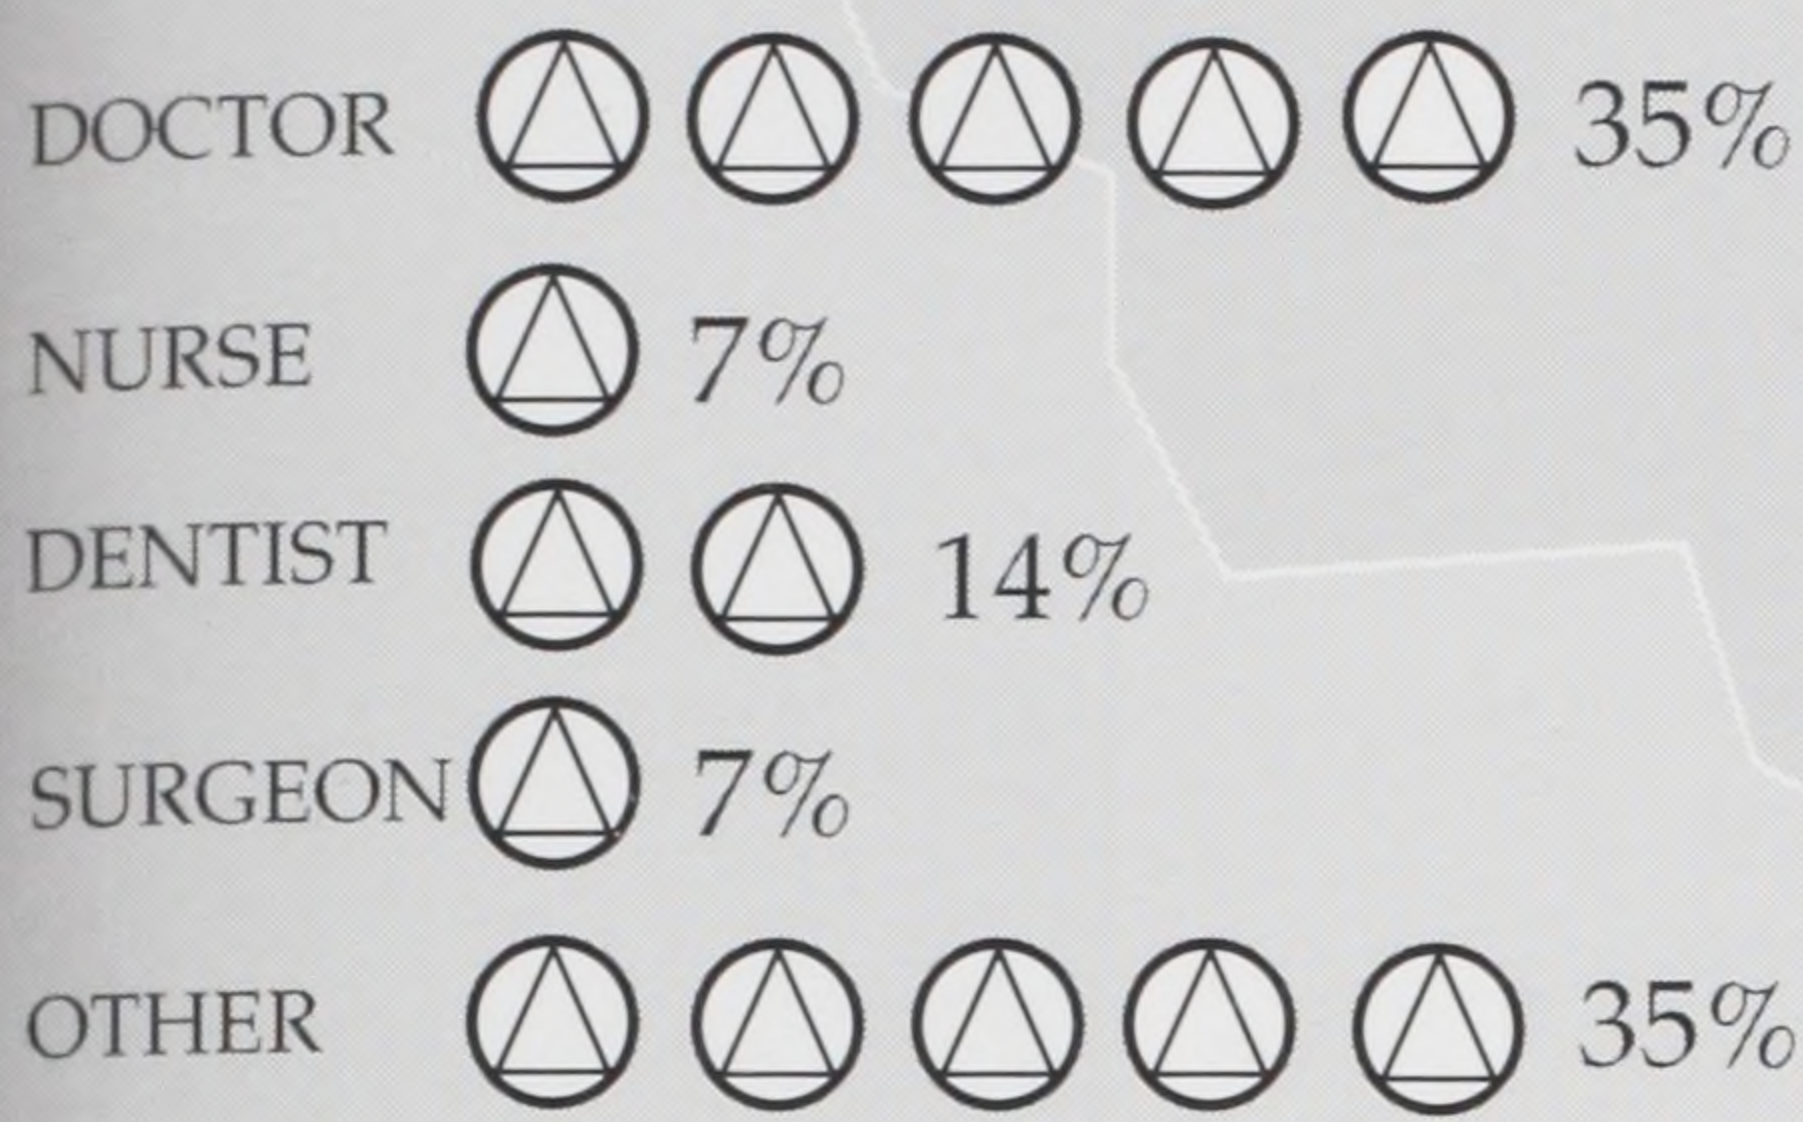 DOCTOR 35%
NURSE 7%
DENTIST 14%
SURGEON 7%
OTHER 35%